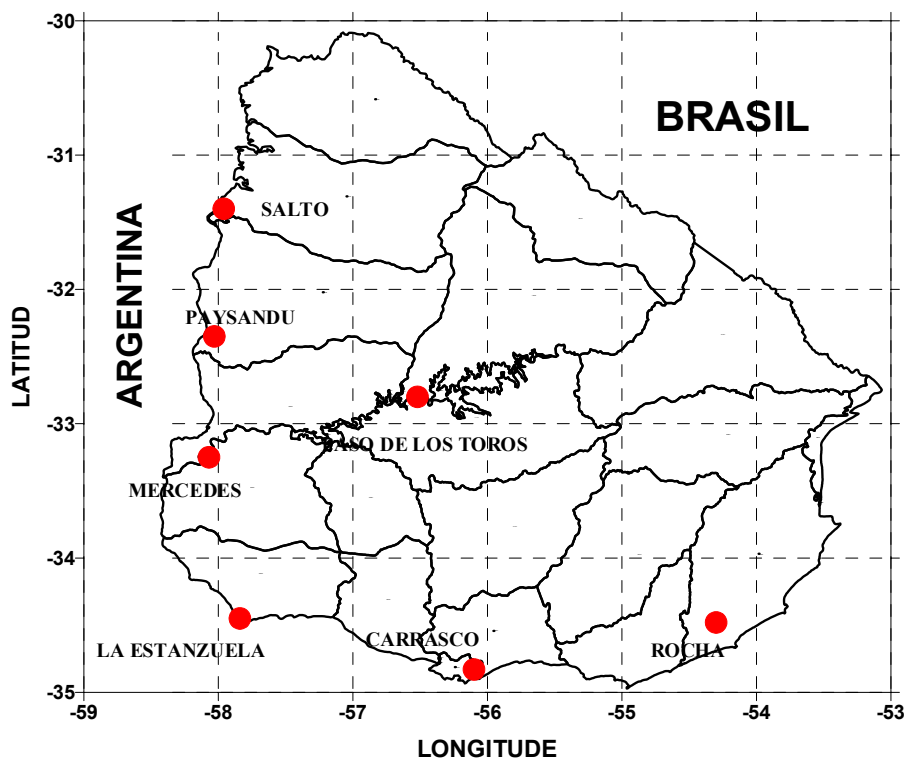 -30
BRASIL
-31
SALTO
ARGENTINA
-32
PAYSANDU
LATITUD
-33
PASO DE LOS TOROS
MERCEDES
-34
CARRASCO
LA ESTANZUELA
ROCHA
-35
-59 -58 -57 -56 -55 -54 -53
LONGITUDE